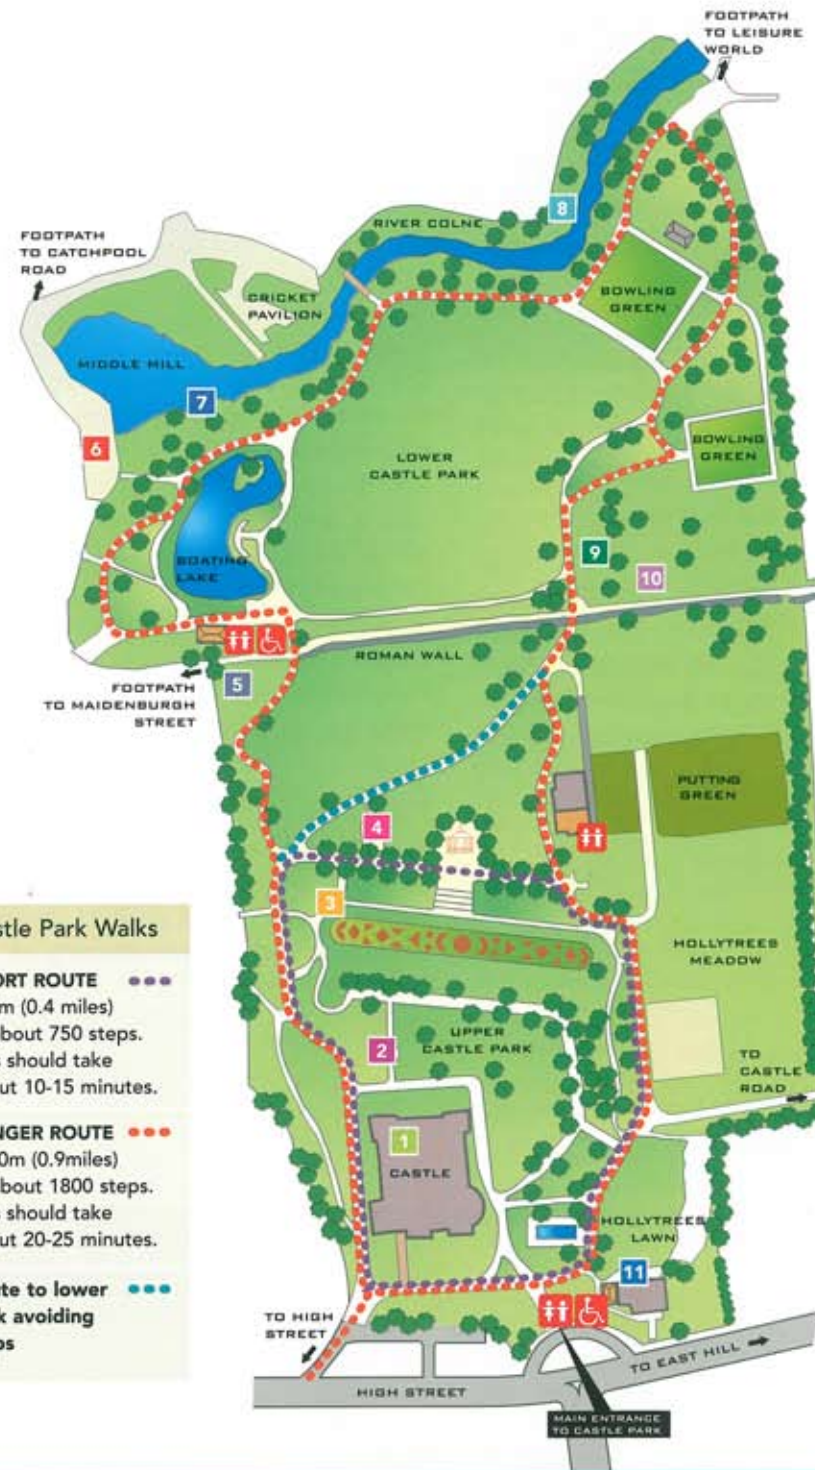 FOOTPATH
TO LEISURE
WORLD
8
RIVER COLNE
FOOTPATH
TO CATCHPOOL
ROAD
CRICKET
PAVILION
BOWLING
GREEN
MIDDLE MILL
7
6
BOWLING
GREEN
LOWER
CASTLE PARK
9
10
BOATING
LAKE
ROMAN WALL
5
FOOTPATH
TO MAIDENBURGH
STREET
PUTTING
GREEN
4
3
HOLLYTREES
MEADOW
UPPER
CASTLE PARK
2
TO
CASTLE
ROAD
1
CASTLE
HOLLYTREES
LAWN
11
TO HIGH
STREET
HIGH STREET
TO EAST HILL
MAIN ENTRANCE
TO CASTLE PARK
stle Park Walks
ORT ROUTE
m (0.4 miles)
bout 750 steps.
s should take
ut 10-15 minutes.
NGER ROUTE
0m (0.9miles)
bout 1800 steps.
s should take
ut 20-25 minutes.
te to lower
k avoiding
ps